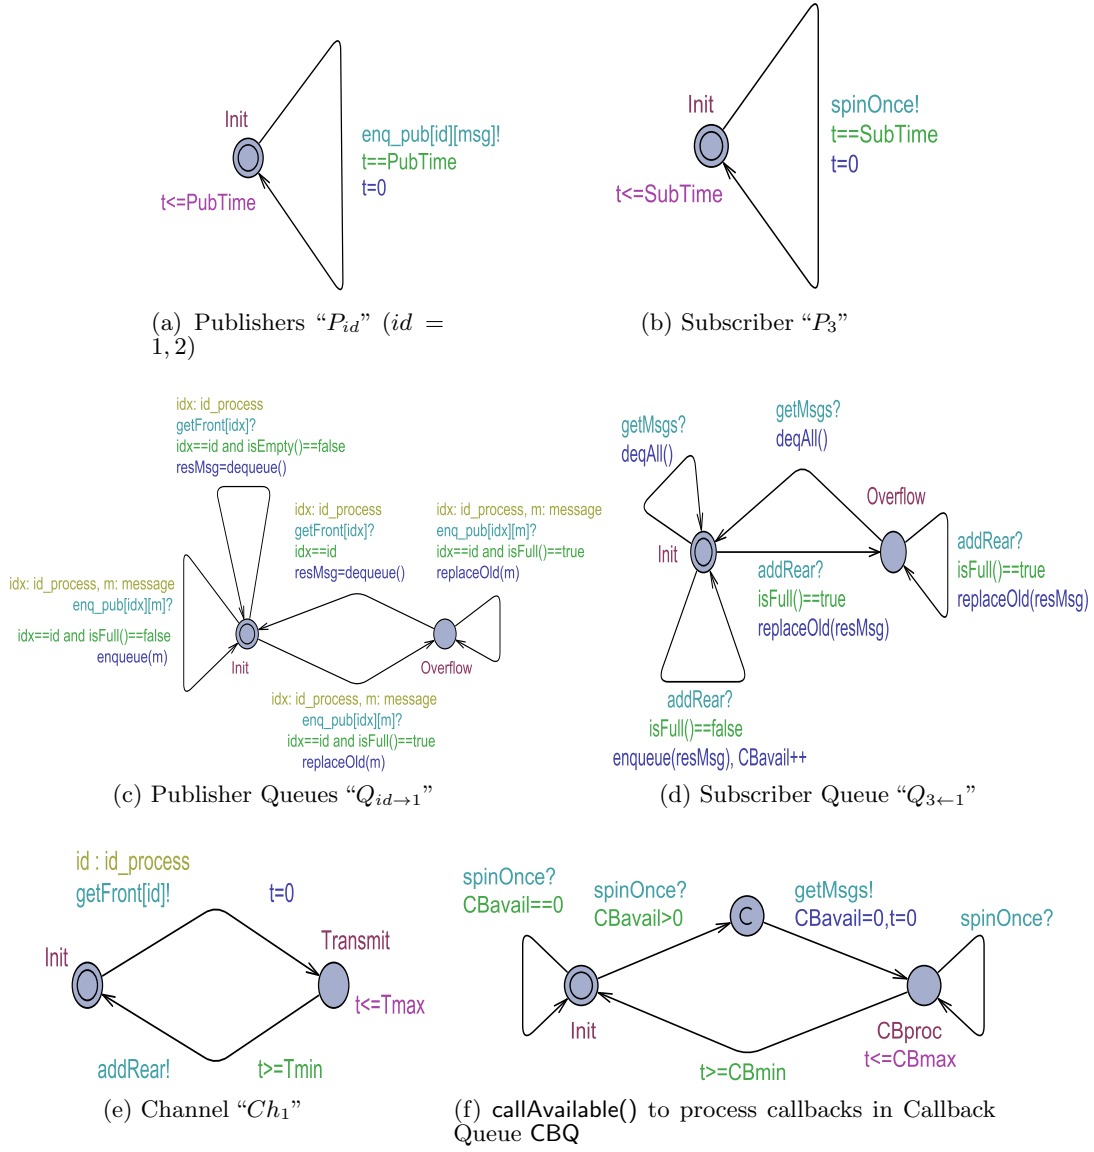 Init
enq_pub[id][msg]!
t==PubTime
t=0
t<=PubTime
(a) Publishers “P_id” (id =
1, 2)
Init
spinOnce!
t==SubTime
t=0
t<=SubTime
(b) Subscriber “P_3”
idx: id_process
getFront[idx]?
idx==id and isEmpty()==false
resMsg=dequeue()
idx: id_process
getFront[idx]?
idx==id
resMsg=dequeue()
idx: id_process, m: message
enq_pub[idx][m]?
idx==id and isFull()==true
replaceOld(m)
idx: id_process, m: message
enq_pub[idx][m]?
idx==id and isFull()==false
enqueue(m)
Init
Overflow
idx: id_process, m: message
enq_pub[idx][m]?
idx==id and isFull()==true
replaceOld(m)
(c) Publisher Queues “Q_id→1”
getMsgs?
deqAll()
getMsgs?
deqAll()
Overflow
Init
addRear?
isFull()==true
replaceOld(resMsg)
addRear?
isFull()==true
replaceOld(resMsg)
addRear?
isFull()==false
enqueue(resMsg), CBavail++
(d) Subscriber Queue “Q_3←1”
id : id_process
getFront[id]!
t=0
Init
Transmit
t<=Tmax
addRear!
t>=Tmin
(e) Channel “Ch_1”
spinOnce?
CBavail==0
spinOnce?
CBavail>0
C
getMsgs!
CBavail=0,t=0
spinOnce?
Init
CBproc
t<=CBmax
t>=CBmin
(f) callAvailable() to process callbacks in Callback
Queue CBQ